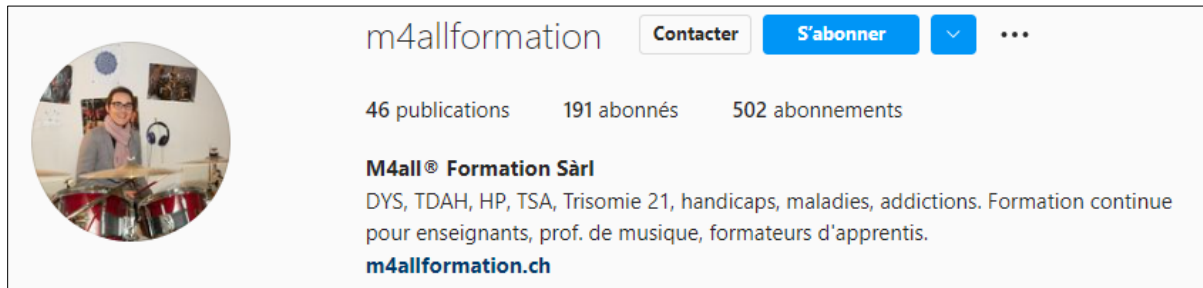 m4allformation Contacter S'abonner
46 publications 191 abonnés 502 abonnements
M4all® Formation Sàrl
DYS, TDAH, HP, TSA, Trisomie 21, handicaps, maladies, addictions. Formation continue
pour enseignants, prof. de musique, formateurs d'apprentis.
m4allformation.ch